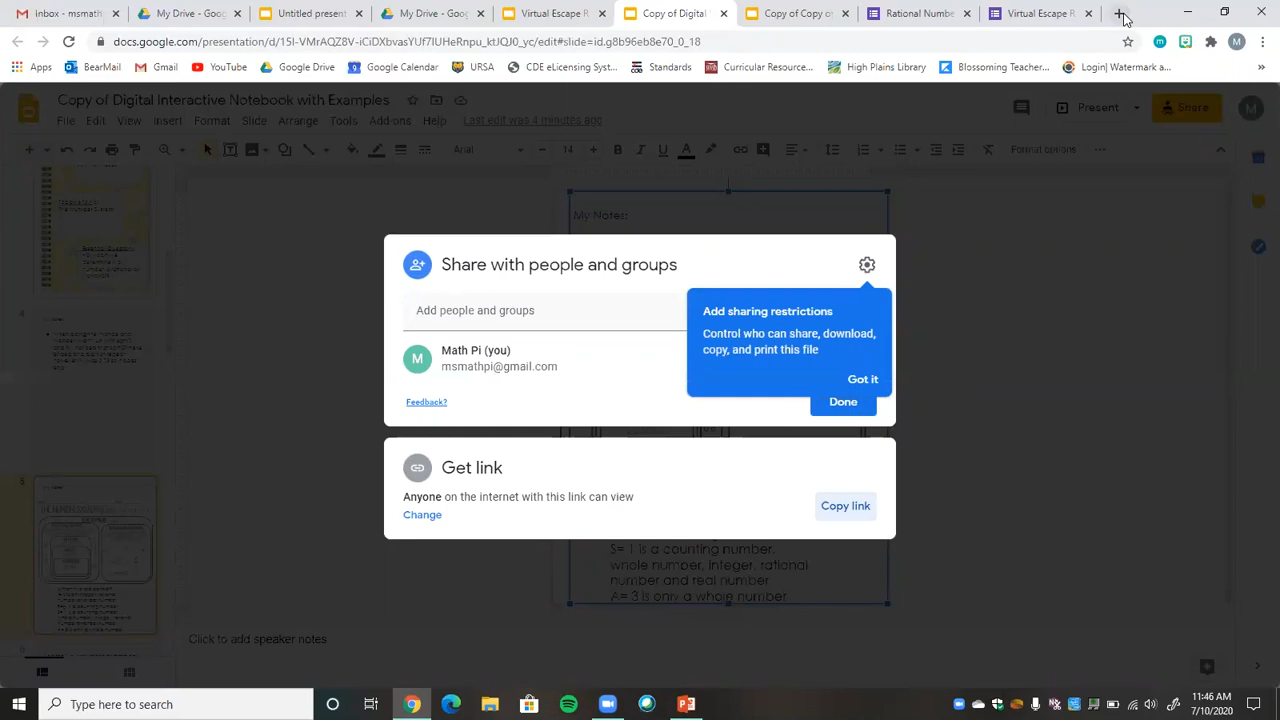 Inbox - msmathpi@
My Drive - Goog
Untitled present
My Drive - Goog
Virtual Escape R
Copy of Digital
Copy of Copy of
Rational Numbe
Virtual Escape R
docs.google.com/presentation/d/15I-VMrAQZ8V-iCiDXbvasYUf7IUHeRnpu_ktJQJ0_yc/edit#slide=id.g8b96eb8e70_0_18
Apps
BearMail
Gmail
YouTube
Google Drive
Google Calendar
URSA
CDE eLicensing Syst...
Standards
Curricular Resource...
High Plains Library
Blossoming Teacher...
Login| Watermark a...
Copy of Digital Interactive Notebook with Examples
File Edit View Insert Format Slide Arrange Tools Add-ons Help Last edit was 4 minutes ago
Present
Share
M
Arial
14
B I U A
Format options
My Notes:
Share with people and groups
Add people and groups
Add sharing restrictions
Control who can share, download,
copy, and print this file
Got it
M
Math Pi (you)
msmathpi@gmail.com
Feedback?
Done
Get link
Anyone on the internet with this link can view
Change
Copy link
S= 1 is a counting number,
whole number, integer, rational
number and real number
A= 3 is only a whole number
Click to add speaker notes
Type here to search
11:46 AM
7/10/2020